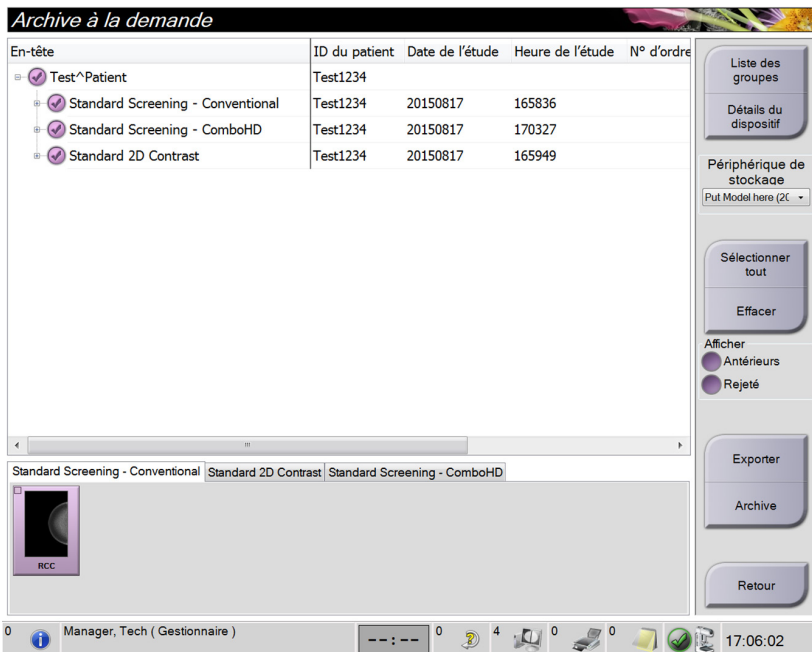 Archive à la demande
En-tête ID du patient Date de l'étude Heure de l'étude N° d'ordre
Test^Patient Test1234
Standard Screening - Conventional Test1234 20150817 165836
Standard Screening - ComboHD Test1234 20150817 170327
Standard 2D Contrast Test1234 20150817 165949
Liste des
groupes
Détails du
dispositif
Périphérique de
stockage
Put Model here (20
Sélectionner
tout
Effacer
Afficher
Antérieurs
Rejeté
Exporter
Archive
Retour
Standard Screening - Conventional Standard 2D Contrast Standard Screening - ComboHD
RCC
0 Manager, Tech ( Gestionnaire ) --:-- 0 4 0 0 17:06:02